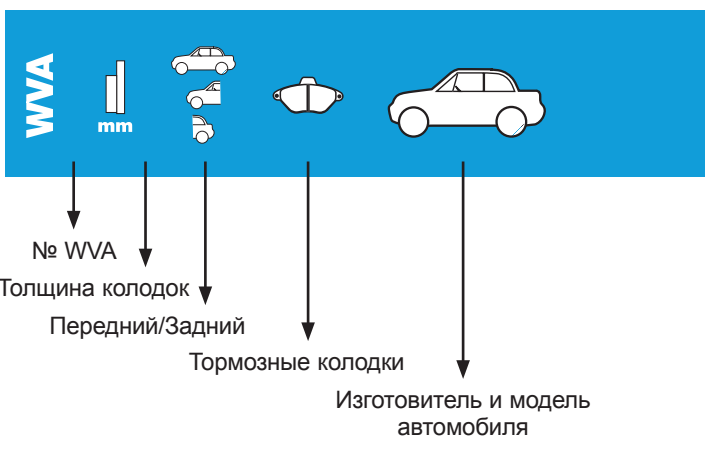 WVA
mm
№ WVA
Толщина колодок
Передний/Задний
Тормозные колодки
Изготовитель и модель
автомобиля